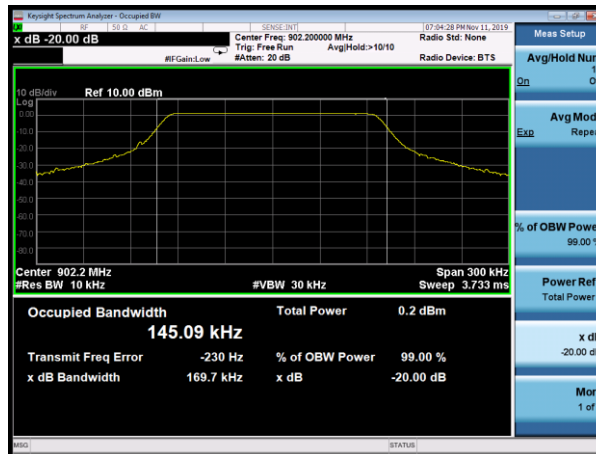 Keysight Spectrum Analyzer - Occupied BW
RF 50 Ω AC SENSE:INT 07:04:28 PM Nov 11, 2019
x dB -20.00 dB
Center Freq: 902.200000 MHz
Radio Std: None
Trig: Free Run Avg|Hold:>10/10
#IFGain:Low #Atten: 20 dB Radio Device: BTS
10 dB/div Ref 10.00 dBm
Log
0.00
-10.0
-20.0
-30.0
-40.0
-50.0
-60.0
-70.0
-80.0
Center 902.2 MHz Span 300 kHz
#Res BW 10 kHz #VBW 30 kHz Sweep 3.733 ms
Occupied Bandwidth Total Power 0.2 dBm
145.09 kHz
Transmit Freq Error -230 Hz % of OBW Power 99.00 %
x dB Bandwidth 169.7 kHz x dB -20.00 dB
MSG STATUS
Meas Setup
Avg/Hold Num
1
On O
Avg Mod
Exp Repea
% of OBW Powe
99.00 %
Power Ref
Total Power
x dB
-20.00 d
Mor
1 of